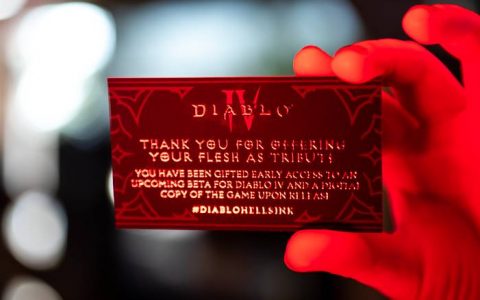 DIABLO
IV
THANK YOU FOR OFFERING
YOUR FLESH AS TRIBUTE
YOU HAVE BEEN GIFTED EARLY ACCESS TO AN
UPCOMING BETA FOR DIABLO IV AND A DIGITAL
COPY OF THE GAME UPON RELEASE
#DIABLOHELLSINK